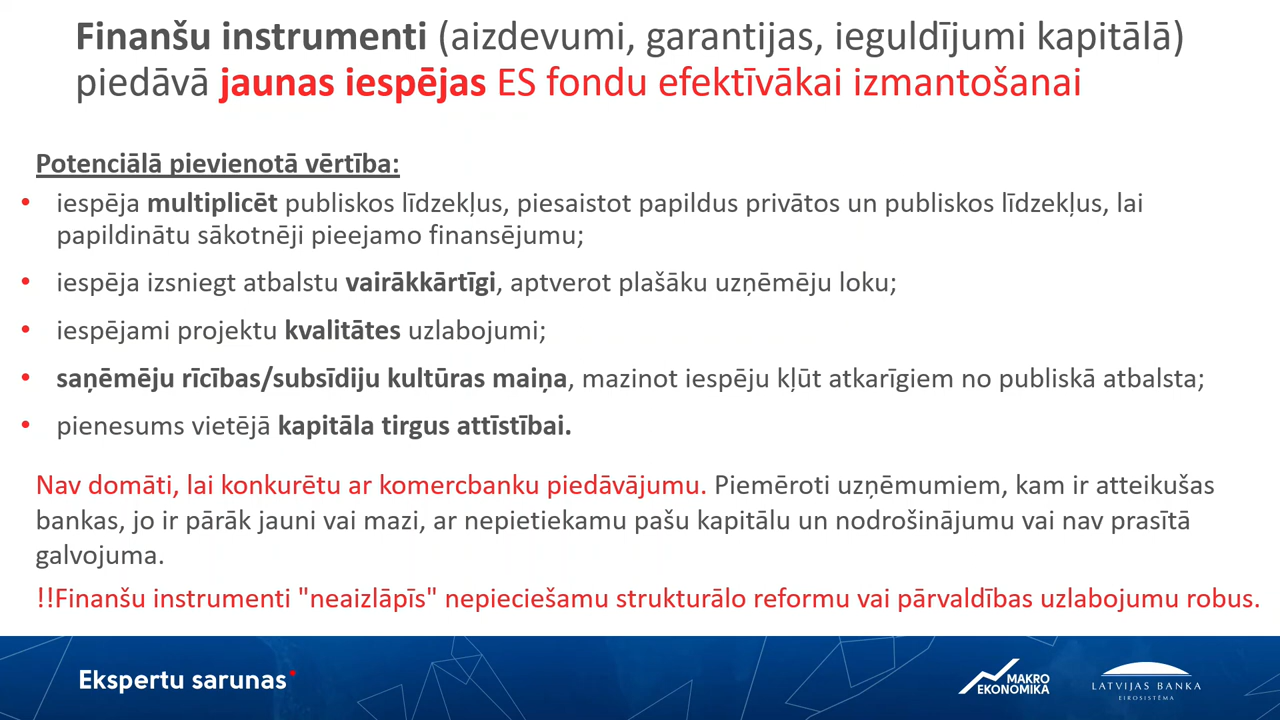 Finanšu instrumenti (aizdevumi, garantijas, ieguldījumi kapitālā)
piedāvā jaunas iespējas ES fondu efektīvākai izmantošanai
Potenciālā pievienotā vērtība:
• iespēja multiplicēt publiskos līdzekļus, piesaistot papildus privātos un publiskos līdzekļus, lai
papildinātu sākotnēji pieejamo finansējumu;
• iespēja izsniegt atbalstu vairākkārtīgi, aptverot plašāku uzņēmēju loku;
• iespējami projektu kvalitātes uzlabojumi;
• saņēmēju rīcības/subsīdiju kultūras maiņa, mazinot iespēju kļūt atkarīgiem no publiskā atbalsta;
• pienesums vietējā kapitāla tirgus attīstībai.
Nav domāti, lai konkurētu ar komercbanku piedāvājumu. Piemēroti uzņēmumiem, kam ir atteikušas
bankas, jo ir pārāk jauni vai mazi, ar nepietiekamu pašu kapitālu un nodrošinājumu vai nav prasītā
galvojuma.
!!Finanšu instrumenti "neaizlāpīs" nepieciešamu strukturālo reformu vai pārvaldības uzlabojumu robus.
Ekspertu sarunas
MAKRO
EKONOMIKA
LATVIJAS BANKA
EIROSISTĒMA